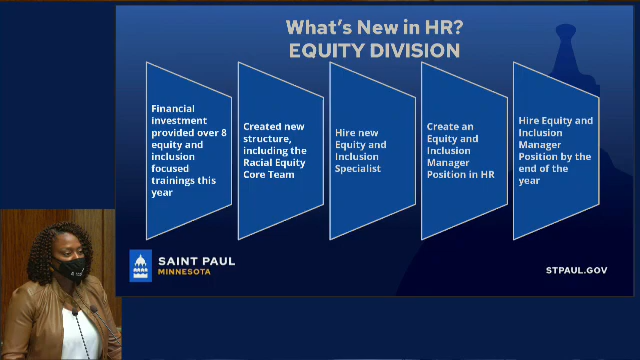 What's New in HR?
EQUITY DIVISION
Financial
investment
provided over 8
equity and
inclusion
focused
trainings this
year
Created new
structure,
including the
Racial Equity
Core Team
Hire new
Equity and
Inclusion
Specialist
Create an
Equity and
Inclusion
Manager
Position in HR
Hire Equity and
Inclusion
Manager
Position by the
end of the
year
SAINT PAUL
MINNESOTA
STPAUL.GOV